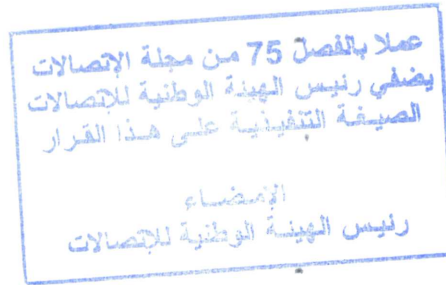 عملا بالفصل 75 من مجلة الإتصالات
يضفي رئيس الهيئة الوطنية للإتصالات
الصيغة التنفيذية على هذا القرار
الإمضاء
رئيس الهيئة الوطنية للإتصالات